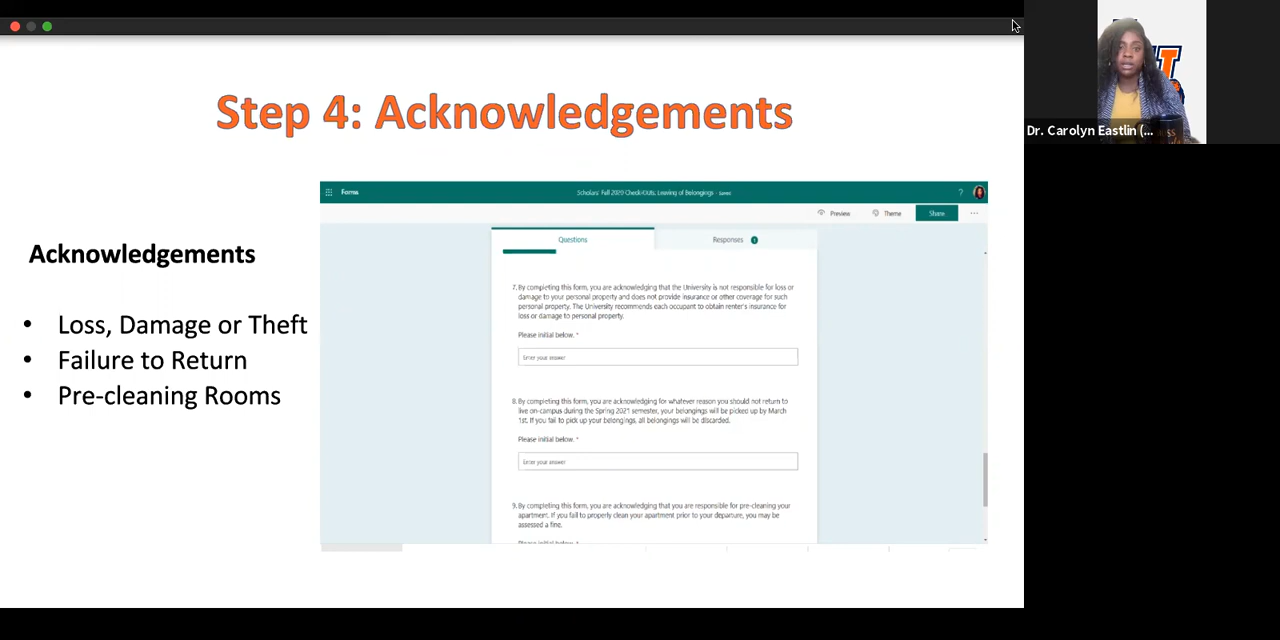 Step 4: Acknowledgements
Acknowledgements
• Loss, Damage or Theft
• Failure to Return
• Pre-cleaning Rooms
Forms
Scholars' Fall 2020 Check-Outs: Leaving of Belongings - Saved
?
Preview
Theme
Share
...
Questions
Responses 1
7. By completing this form, you are acknowledging that the University is not responsible for loss or
damage to your personal property and does not provide insurance or other coverage for such
personal property. The University recommends each occupant to obtain renter's insurance for
loss or damage to personal property.
Please initial below. *
Enter your answer
8. By completing this form, you are acknowledging for whatever reason you should not return to
live on-campus during the Spring 2021 semester, your belongings will be picked up by March
1st. If you fail to pick up your belongings, all belongings will be discarded.
Please initial below. *
Enter your answer
9. By completing this form, you are acknowledging that you are responsible for pre-cleaning your
apartment. If you fail to properly clean your apartment prior to your departure, you may be
assessed a fine.
Please initial below. *
Dr. Carolyn Eastlin (...